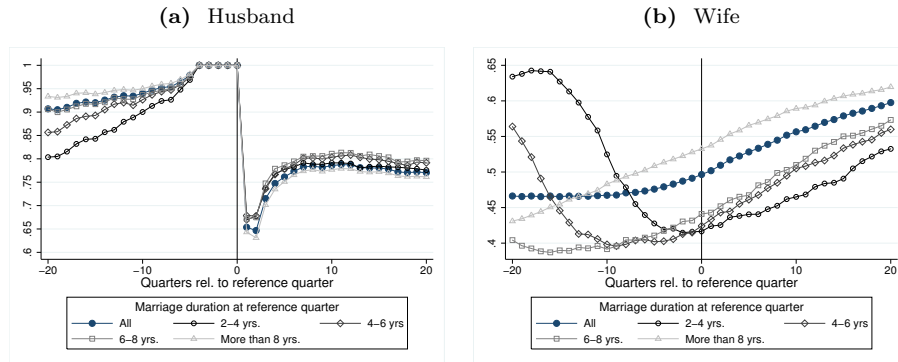 (a) Husband
(b) Wife
1
.95
.9
.85
.8
.75
.7
.65
.6
-20
-10
0
10
20
Quarters rel. to reference quarter
Marriage duration at reference quarter
All
2–4 yrs.
4–6 yrs
6–8 yrs.
More than 8 yrs.
.65
.6
.55
.5
.45
.4
-20
-10
0
10
20
Quarters rel. to reference quarter
Marriage duration at reference quarter
All
2–4 yrs.
4–6 yrs
6–8 yrs.
More than 8 yrs.